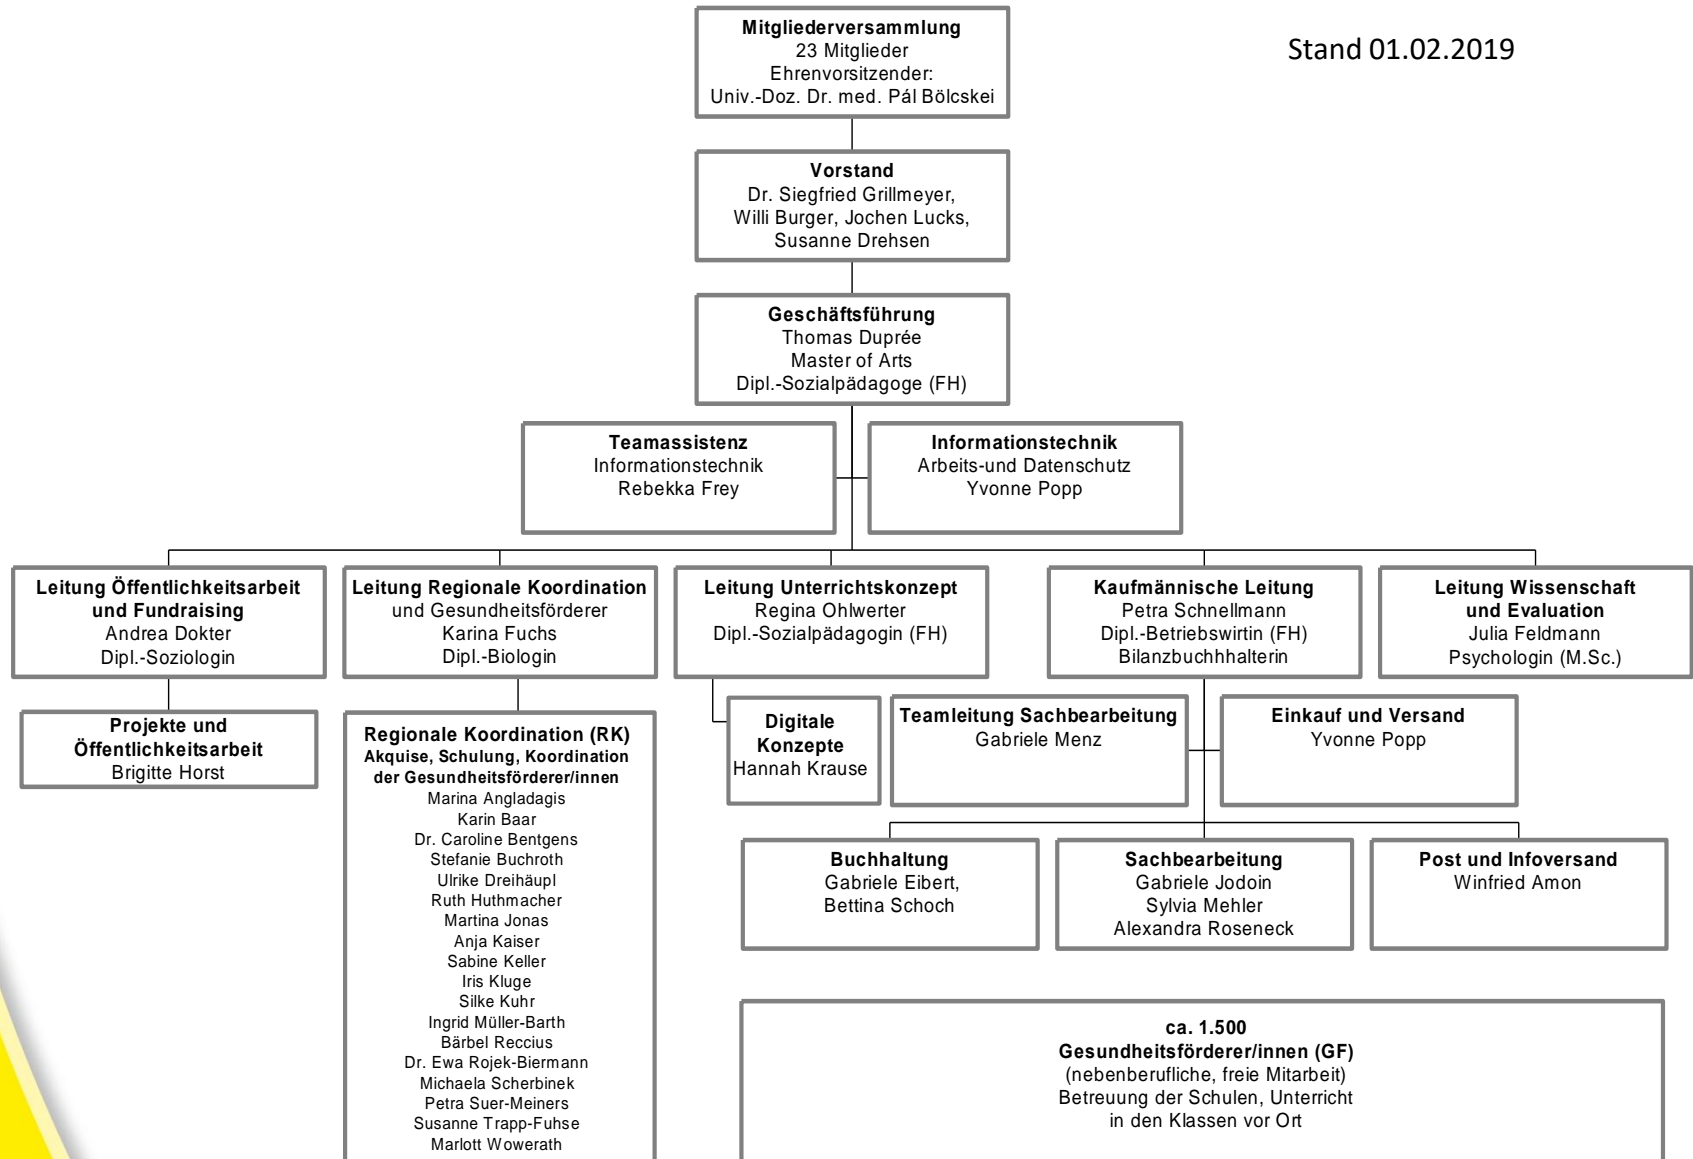 Mitgliederversammlung
23 Mitglieder
Ehrenvorsitzender:
Univ.-Doz. Dr. med. Pál Bölcskei
Stand 01.02.2019
Vorstand
Dr. Siegfried Grillmeyer,
Willi Burger, Jochen Lucks,
Susanne Drehsen
Geschäftsführung
Thomas Duprée
Master of Arts
Dipl.-Sozialpädagoge (FH)
Teamassistenz
Informationstechnik
Rebekka Frey
Informationstechnik
Arbeits-und Datenschutz
Yvonne Popp
Leitung Öffentlichkeitsarbeit
und Fundraising
Andrea Dokter
Dipl.-Soziologin
Leitung Regionale Koordination
und Gesundheitsförderer
Karina Fuchs
Dipl.-Biologin
Leitung Unterrichtskonzept
Regina Ohlwerter
Dipl.-Sozialpädagogin (FH)
Kaufmännische Leitung
Petra Schnellmann
Dipl.-Betriebswirtin (FH)
Bilanzbuchhhalterin
Leitung Wissenschaft
und Evaluation
Julia Feldmann
Psychologin (M.Sc.)
Projekte und
Öffentlichkeitsarbeit
Brigitte Horst
Regionale Koordination (RK)
Akquise, Schulung, Koordination
der Gesundheitsförderer/innen
Marina Angladagis
Karin Baar
Dr. Caroline Bentgens
Stefanie Buchroth
Ulrike Dreihäupl
Ruth Huthmacher
Martina Jonas
Anja Kaiser
Sabine Keller
Iris Kluge
Silke Kuhr
Ingrid Müller-Barth
Bärbel Reccius
Dr. Ewa Rojek-Biermann
Michaela Scherbinek
Petra Suer-Meiners
Susanne Trapp-Fuhse
Marlott Wowerath
Digitale
Konzepte
Hannah Krause
Teamleitung Sachbearbeitung
Gabriele Menz
Einkauf und Versand
Yvonne Popp
Buchhaltung
Gabriele Eibert,
Bettina Schoch
Sachbearbeitung
Gabriele Jodoin
Sylvia Mehler
Alexandra Roseneck
Post und Infoversand
Winfried Amon
ca. 1.500
Gesundheitsförderer/innen (GF)
(nebenberufliche, freie Mitarbeit)
Betreuung der Schulen, Unterricht
in den Klassen vor Ort